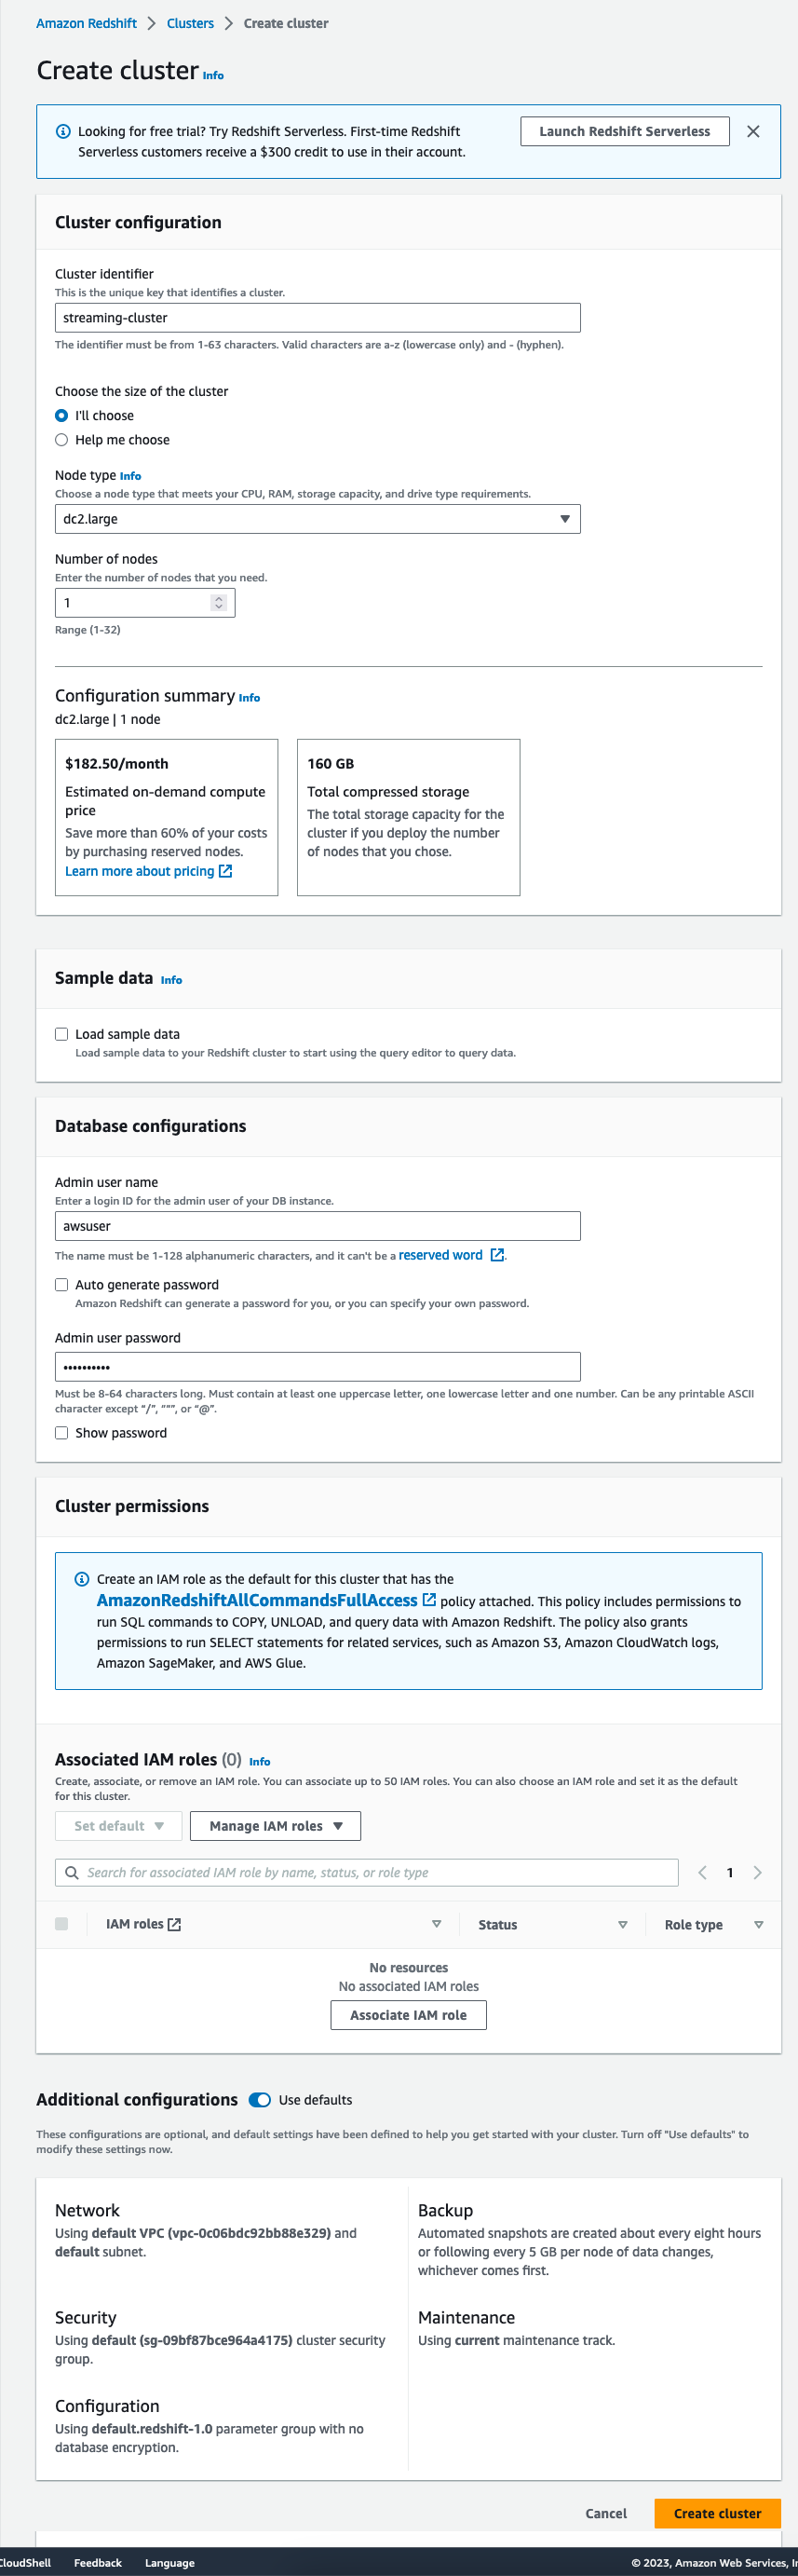 Amazon Redshift > Clusters > Create cluster
Create cluster Info
Looking for free trial? Try Redshift Serverless. First-time Redshift
Serverless customers receive a $300 credit to use in their account.
Launch Redshift Serverless
Cluster configuration
Cluster identifier
This is the unique key that identifies a cluster.
streaming-cluster
The identifier must be from 1-63 characters. Valid characters are a-z (lowercase only) and - (hyphen).
Choose the size of the cluster
I'll choose
Help me choose
Node type Info
Choose a node type that meets your CPU, RAM, storage capacity, and drive type requirements.
dc2.large
Number of nodes
Enter the number of nodes that you need.
1
Range (1-32)
Configuration summary Info
dc2.large | 1 node
$182.50/month
Estimated on-demand compute
price
Save more than 60% of your costs
by purchasing reserved nodes.
Learn more about pricing
160 GB
Total compressed storage
The total storage capacity for the
cluster if you deploy the number
of nodes that you chose.
Sample data Info
Load sample data
Load sample data to your Redshift cluster to start using the query editor to query data.
Database configurations
Admin user name
Enter a login ID for the admin user of your DB instance.
awsuser
The name must be 1-128 alphanumeric characters, and it can't be a reserved word .
Auto generate password
Amazon Redshift can generate a password for you, or you can specify your own password.
Admin user password
••••••••••
Must be 8-64 characters long. Must contain at least one uppercase letter, one lowercase letter and one number. Can be any printable ASCII
character except “/”, ”"“, or “@”.
Show password
Cluster permissions
Create an IAM role as the default for this cluster that has the
AmazonRedshiftAllCommandsFullAccess policy attached. This policy includes permissions to
run SQL commands to COPY, UNLOAD, and query data with Amazon Redshift. The policy also grants
permissions to run SELECT statements for related services, such as Amazon S3, Amazon CloudWatch logs,
Amazon SageMaker, and AWS Glue.
Associated IAM roles (0) Info
Create, associate, or remove an IAM role. You can associate up to 50 IAM roles. You can also choose an IAM role and set it as the default
for this cluster.
Set default Manage IAM roles
Search for associated IAM role by name, status, or role type
1
IAM roles Status Role type
No resources
No associated IAM roles
Associate IAM role
Additional configurations Use defaults
These configurations are optional, and default settings have been defined to help you get started with your cluster. Turn off "Use defaults" to
modify these settings now.
Network
Using default VPC (vpc-0c06bdc92bb88e329) and
default subnet.
Backup
Automated snapshots are created about every eight hours
or following every 5 GB per node of data changes,
whichever comes first.
Security
Using default (sg-09bf87bce964a4175) cluster security
group.
Maintenance
Using current maintenance track.
Configuration
Using default.redshift-1.0 parameter group with no
database encryption.
Cancel Create cluster
CloudShell Feedback Language © 2023, Amazon Web Services, In